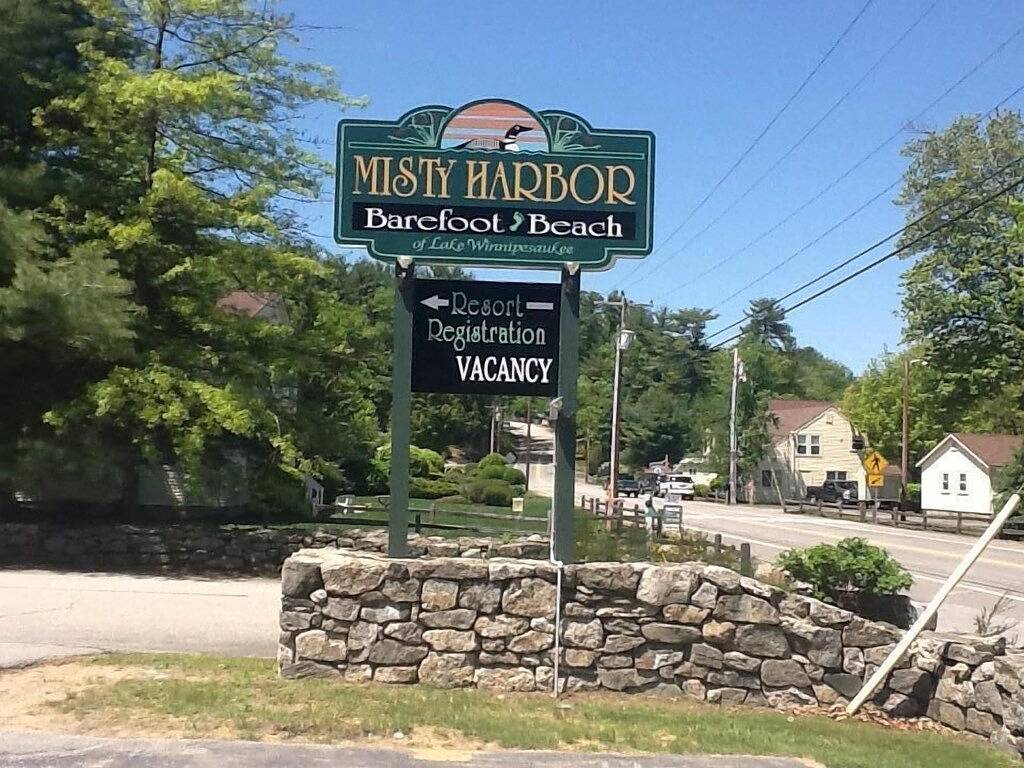 MISTY HARBOR
Barefoot Beach
of Lake Winnipesaukee
Resort
Registration
VACANCY